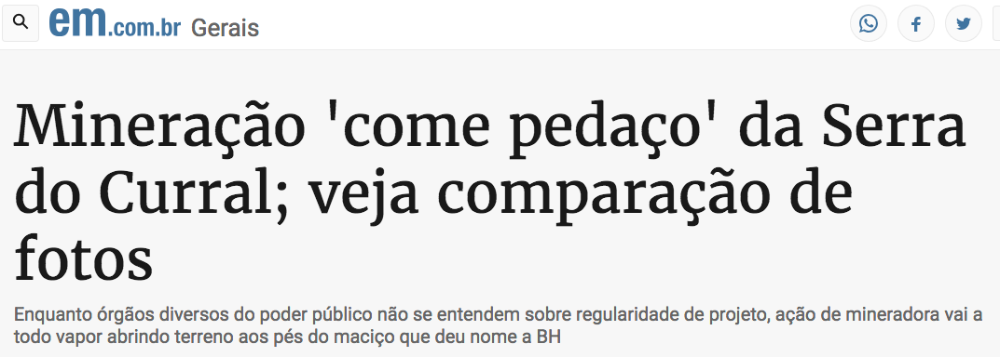 em.com.br Gerais
Mineração 'come pedaço' da Serra
do Curral; veja comparação de
fotos
Enquanto órgãos diversos do poder público não se entendem sobre regularidade de projeto, ação de mineradora vai a
todo vapor abrindo terreno aos pés do maciço que deu nome a BH